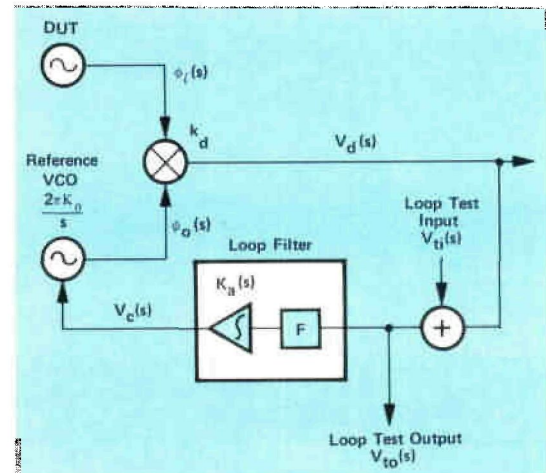 DUT
ϕi(s)
kd
Vd(s)
Reference
VCO
2πKo
s
ϕo(s)
Loop Test
Input
Vti(s)
Loop Filter
Ka(s)
∫
F
+
Vc(s)
Loop Test Output
Vto(s)